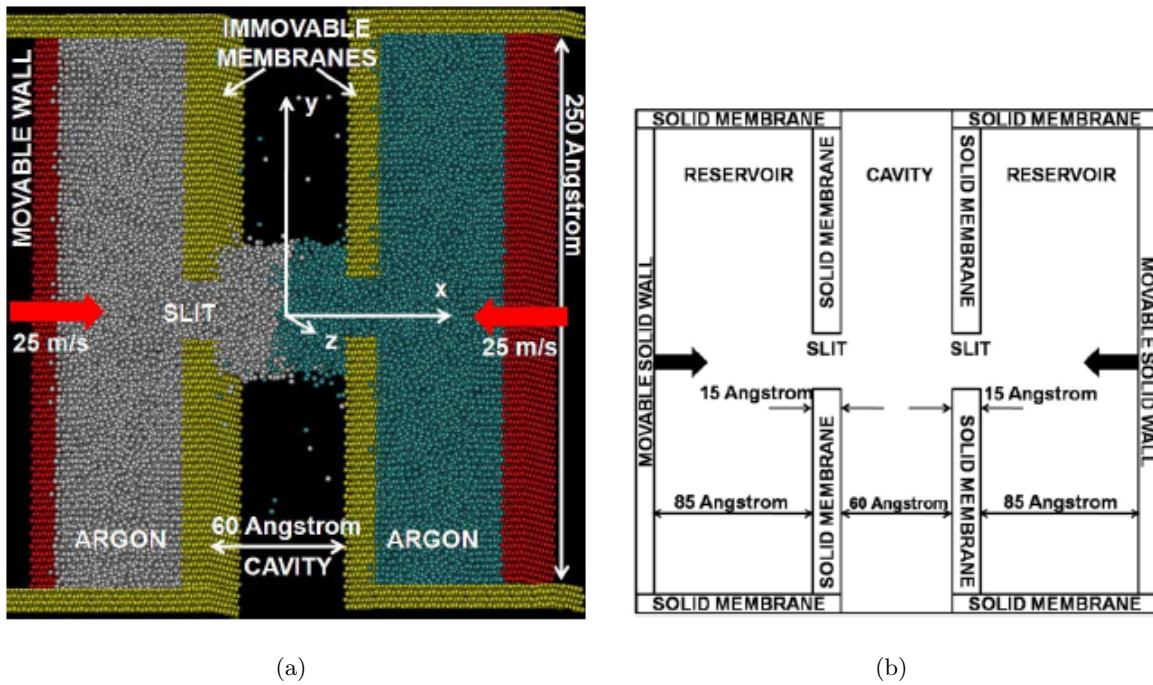 IMMOVABLE
MEMBRANES
MOVABLE WALL
y
250 Angstrom
x
SLIT
z
25 m/s
25 m/s
ARGON
60 Angstrom
ARGON
CAVITY
(a)
SOLID MEMBRANE
SOLID MEMBRANE
RESERVOIR
SOLID MEMBRANE
CAVITY
SOLID MEMBRANE
RESERVOIR
MOVABLE SOLID WALL
SLIT
SLIT
MOVABLE SOLID WALL
15 Angstrom
15 Angstrom
SOLID MEMBRANE
SOLID MEMBRANE
85 Angstrom
60 Angstrom
85 Angstrom
SOLID MEMBRANE
SOLID MEMBRANE
(b)